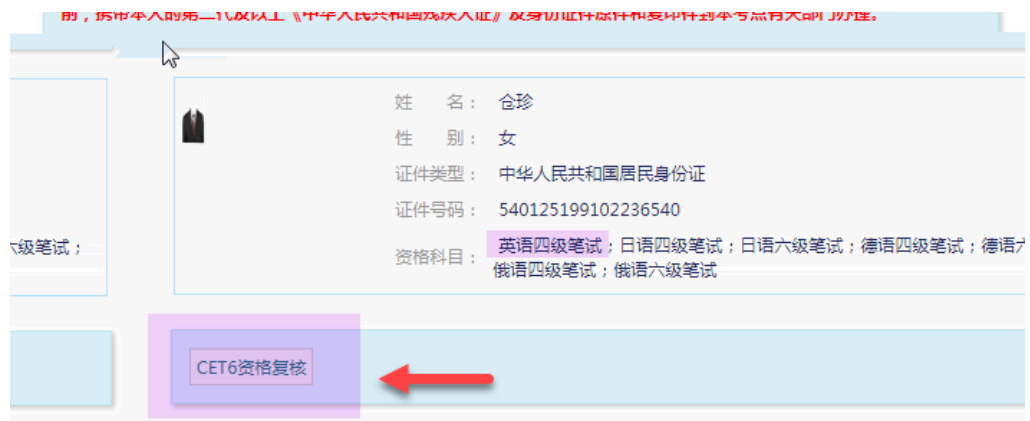 前，携带本人的第二代及以上《中华人民共和国残疾人证》及身份证件原件和复印件到本考点有关部门办理。
姓 名： 仓珍
性 别： 女
证件类型： 中华人民共和国居民身份证
证件号码： 540125199102236540
六级笔试；
资格科目： 英语四级笔试；日语四级笔试；日语六级笔试；德语四级笔试；德语六
俄语四级笔试；俄语六级笔试
CET6资格复核